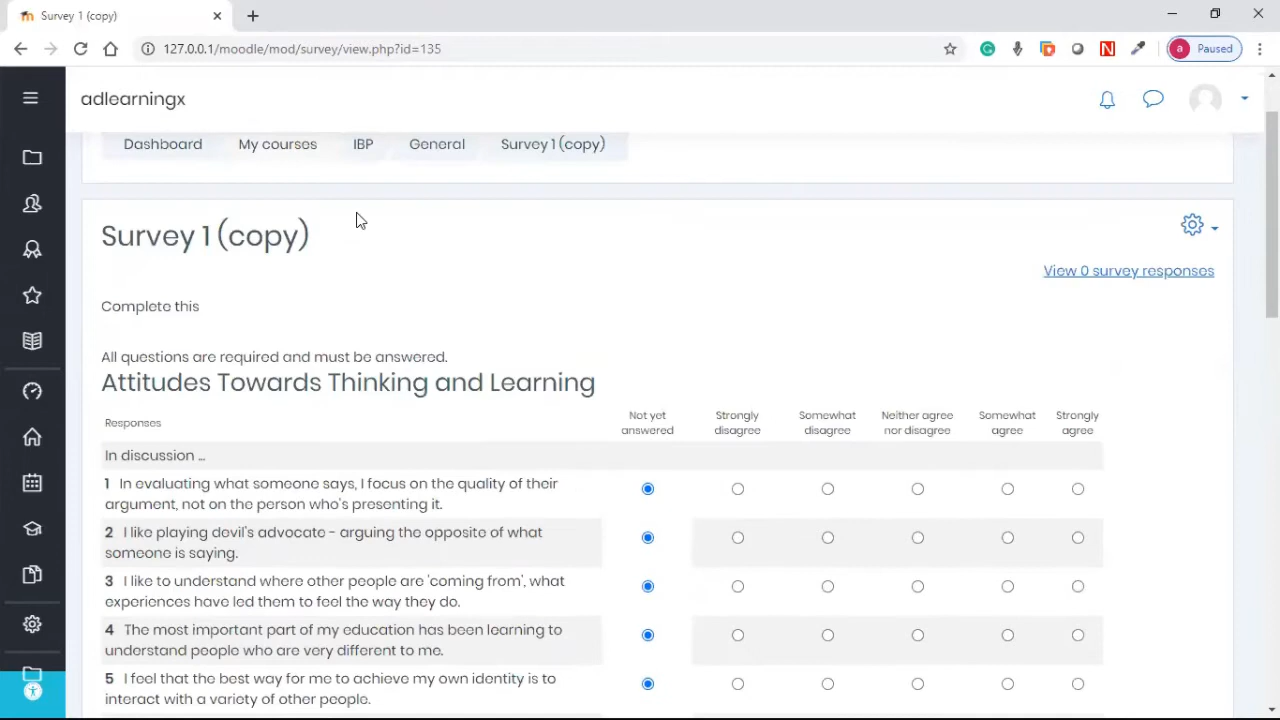 Survey 1 (copy)
127.0.0.1/moodle/mod/survey/view.php?id=135
a Paused
adlearningx
Dashboard My courses IBP General Survey 1 (copy)
Survey 1 (copy)
View 0 survey responses
Complete this
All questions are required and must be answered.
Attitudes Towards Thinking and Learning
Responses Not yet answered Strongly disagree Somewhat disagree Neither agree nor disagree Somewhat agree Strongly agree
In discussion ...
1 In evaluating what someone says, I focus on the quality of their
argument, not on the person who's presenting it.
2 I like playing devil's advocate - arguing the opposite of what
someone is saying.
3 I like to understand where other people are 'coming from', what
experiences have led them to feel the way they do.
4 The most important part of my education has been learning to
understand people who are very different to me.
5 I feel that the best way for me to achieve my own identity is to
interact with a variety of other people.